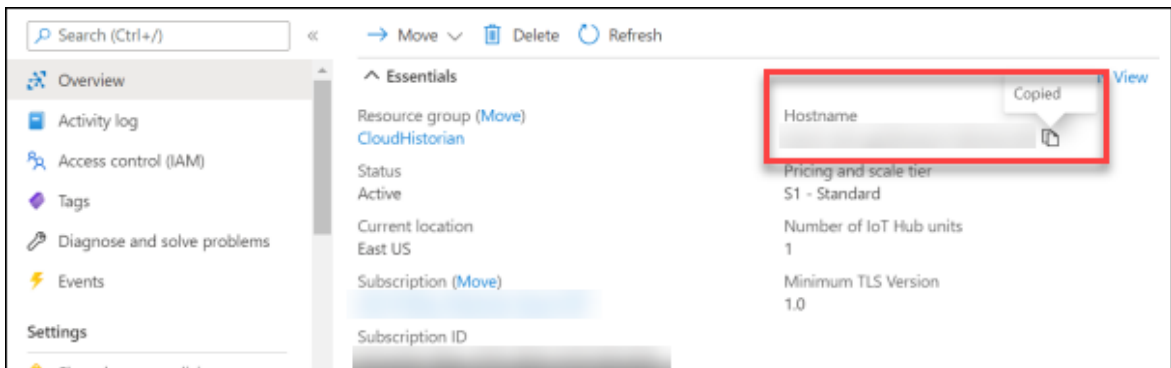 Search (Ctrl+/)
«
Move
Delete
Refresh
Overview
Activity log
Access control (IAM)
Tags
Diagnose and solve problems
Events
Settings
Essentials
View
Resource group (Move)
CloudHistorian
Status
Active
Current location
East US
Subscription (Move)
Subscription ID
Copied
Hostname
Pricing and scale tier
S1 - Standard
Number of IoT Hub units
1
Minimum TLS Version
1.0